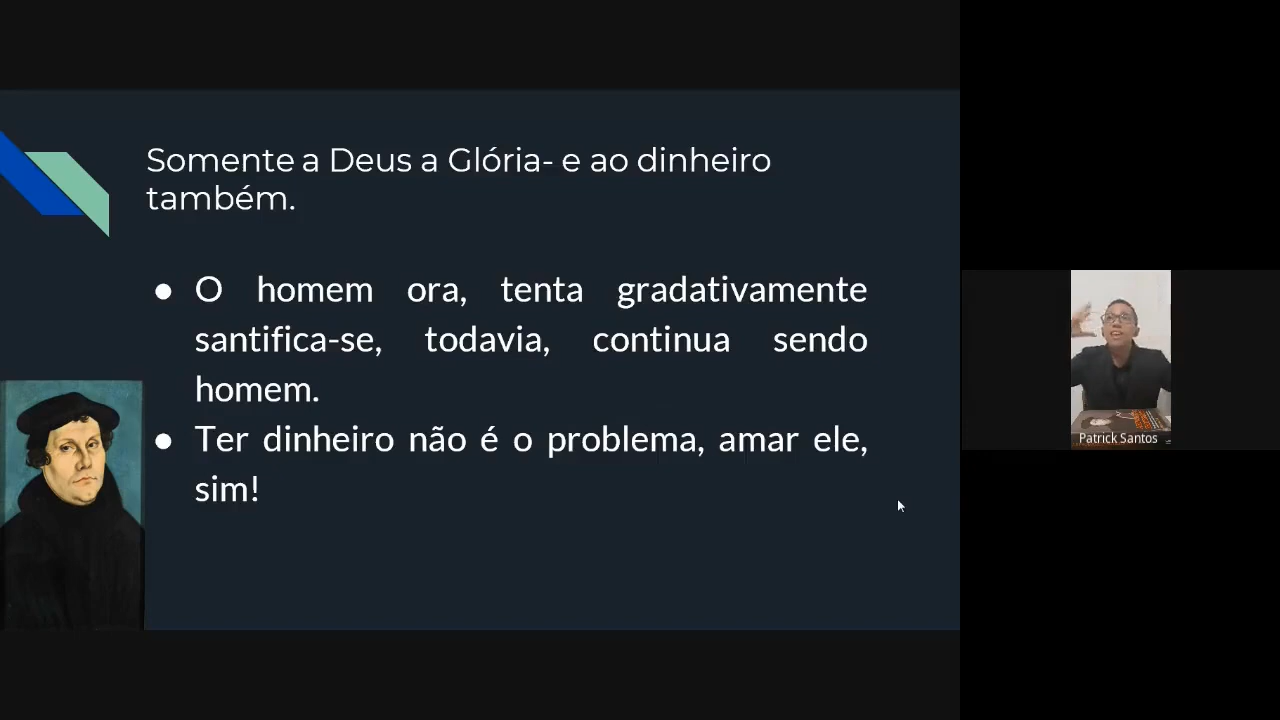 Somente a Deus a Glória- e ao dinheiro
também.
● O homem ora, tenta gradativamente
santifica-se, todavia, continua sendo
homem.
● Ter dinheiro não é o problema, amar ele,
sim!
Patrick Santos